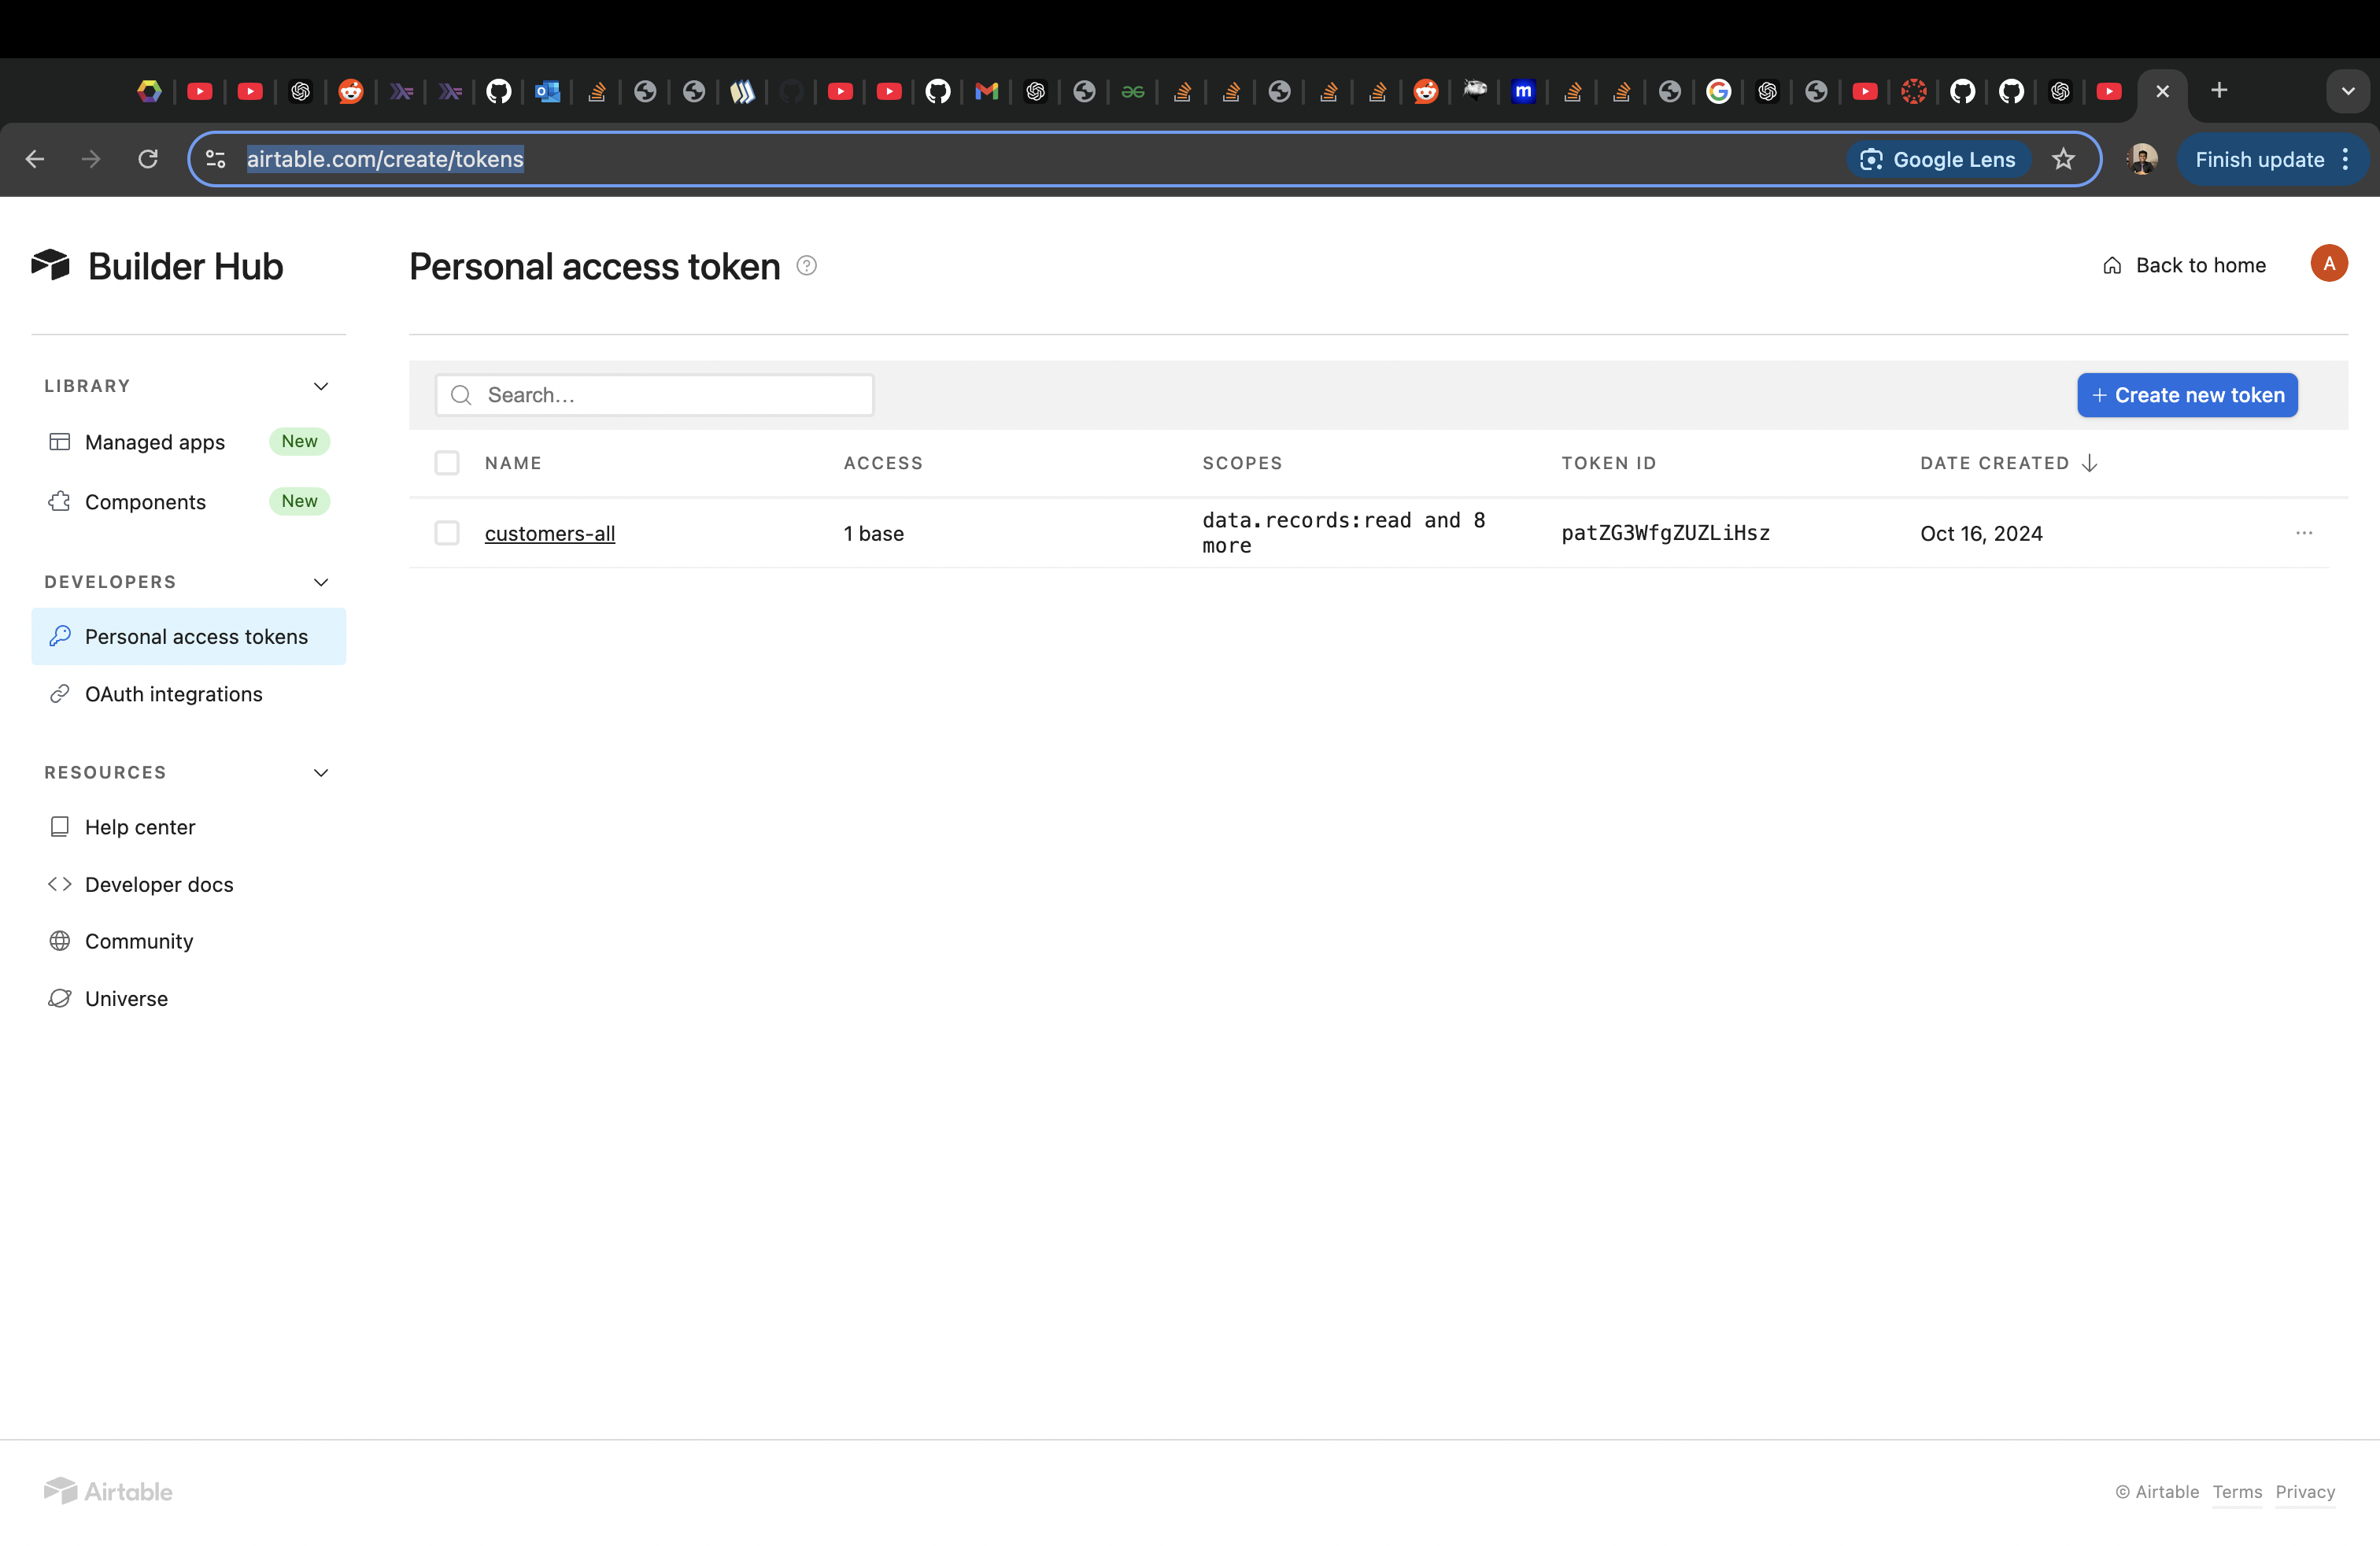 airtable.com/create/tokens
Google Lens
Finish update
Builder Hub
Personal access token
Back to home
A
LIBRARY
Managed apps New
Components New
DEVELOPERS
Personal access tokens
OAuth integrations
RESOURCES
Help center
Developer docs
Community
Universe
Search...
+ Create new token
NAME ACCESS SCOPES TOKEN ID DATE CREATED
customers-all 1 base data.records:read and 8 more patZG3WfgZUZLiHsz Oct 16, 2024
Airtable
© Airtable Terms Privacy